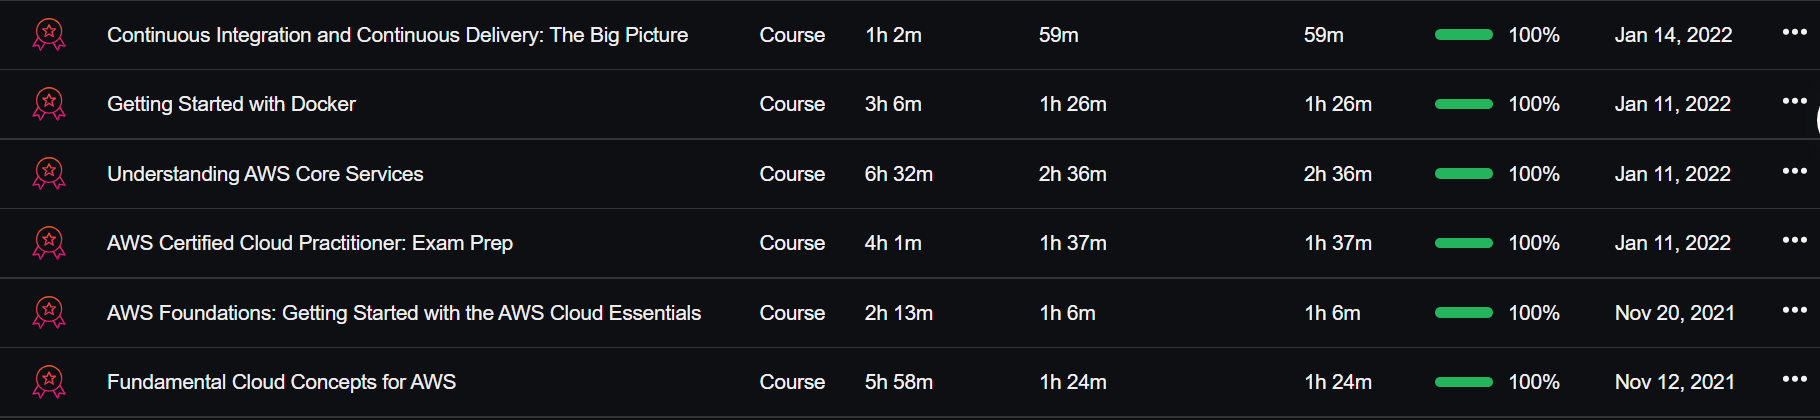 Continuous Integration and Continuous Delivery: The Big Picture Course 1h 2m 59m 59m 100% Jan 14, 2022
Getting Started with Docker Course 3h 6m 1h 26m 1h 26m 100% Jan 11, 2022
Understanding AWS Core Services Course 6h 32m 2h 36m 2h 36m 100% Jan 11, 2022
AWS Certified Cloud Practitioner: Exam Prep Course 4h 1m 1h 37m 1h 37m 100% Jan 11, 2022
AWS Foundations: Getting Started with the AWS Cloud Essentials Course 2h 13m 1h 6m 1h 6m 100% Nov 20, 2021
Fundamental Cloud Concepts for AWS Course 5h 58m 1h 24m 1h 24m 100% Nov 12, 2021